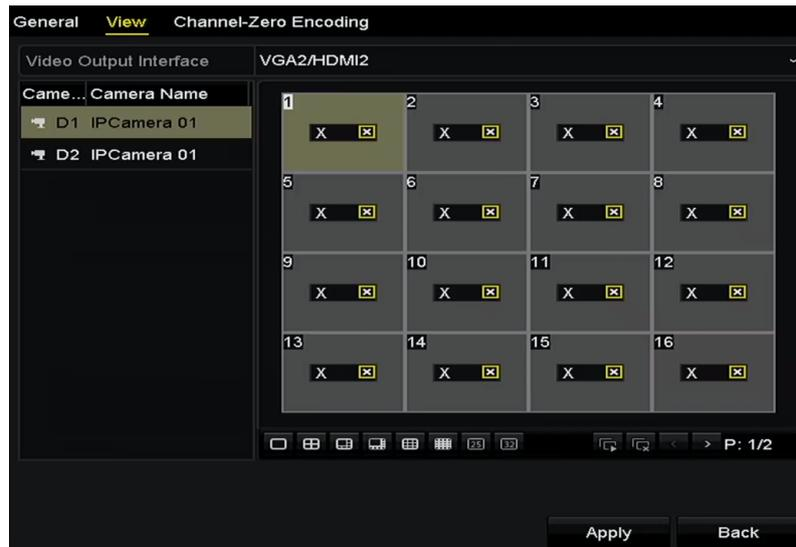 General View Channel-Zero Encoding
Video Output Interface VGA2/HDMI2
Came... Camera Name
D1 IPCamera 01
D2 IPCamera 01
1 2 3 4
X X X X
5 6 7 8
X X X X
9 10 11 12
X X X X
13 14 15 16
X X X X
25 32 P: 1/2
Apply Back